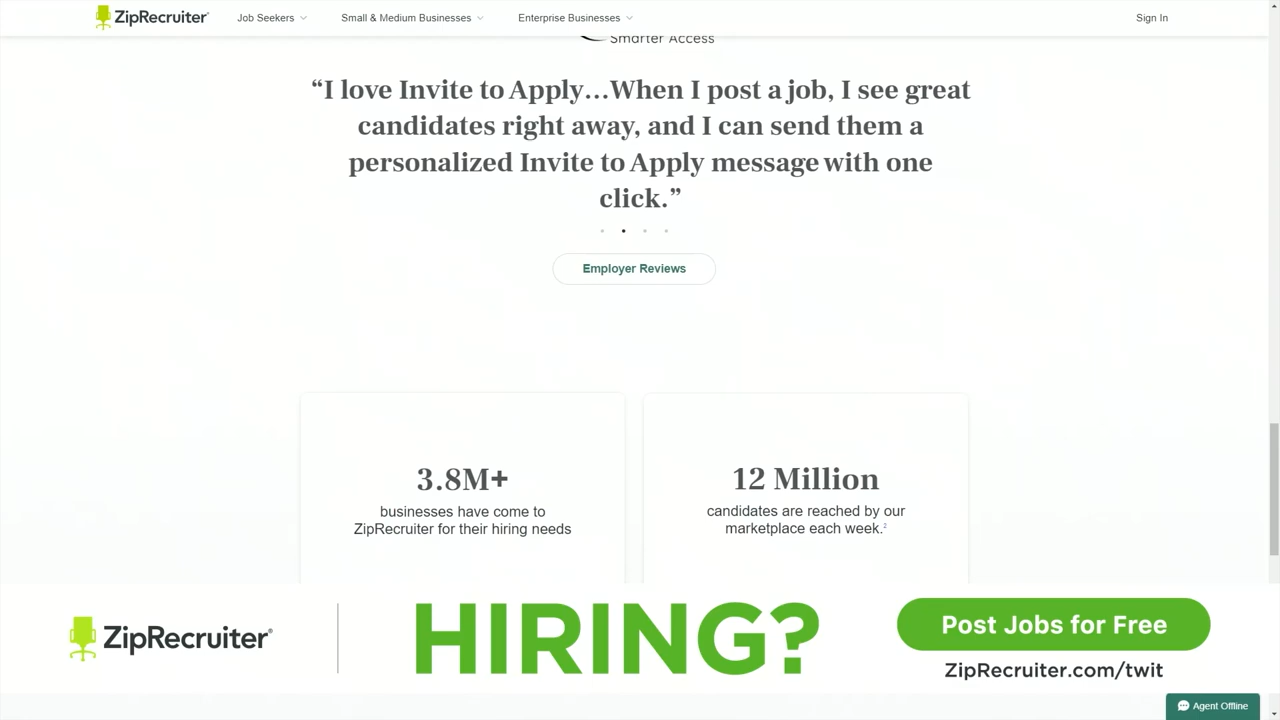 ZipRecruiter®
Job Seekers
Small & Medium Businesses
Enterprise Businesses
Sign In
Smarter Access
“I love Invite to Apply...When I post a job, I see great
candidates right away, and I can send them a
personalized Invite to Apply message with one
click.”
Employer Reviews
3.8M+
businesses have come to
ZipRecruiter for their hiring needs
12 Million
candidates are reached by our
marketplace each week.2
ZipRecruiter®
HIRING?
Post Jobs for Free
ZipRecruiter.com/twit
Agent Offline